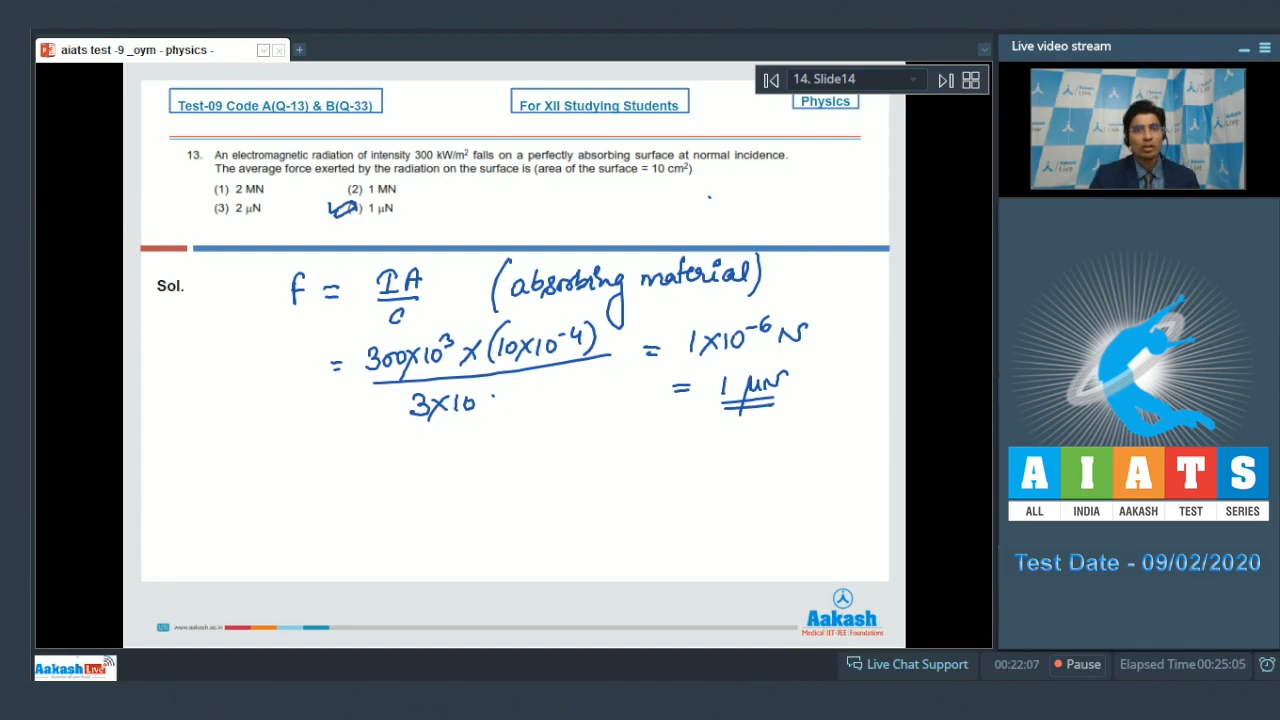 aiats test -9 _oym - physics -
Live video stream
14. Slide14
Test-09 Code A(Q-13) & B(Q-33)
For XII Studying Students
Physics
13. An electromagnetic radiation of intensity 300 kW/m² falls on a perfectly absorbing surface at normal incidence.
The average force exerted by the radiation on the surface is (area of the surface = 10 cm²)
(1) 2 MN (2) 1 MN
(3) 2 μN (4) 1 μN
Sol.
f = IA/c (absorbing material)
= 300×10³ × (10×10⁻⁴) / 3×10 = 1×10⁻⁶ N
= 1 μN
A I A T S
ALL INDIA AAKASH TEST SERIES
Test Date - 09/02/2020
www.aakash.ac.in
Aakash
Medical | IIT-JEE | Foundations
Aakash Live
Live Chat Support
00:22:07
Pause
Elapsed Time 00:25:05